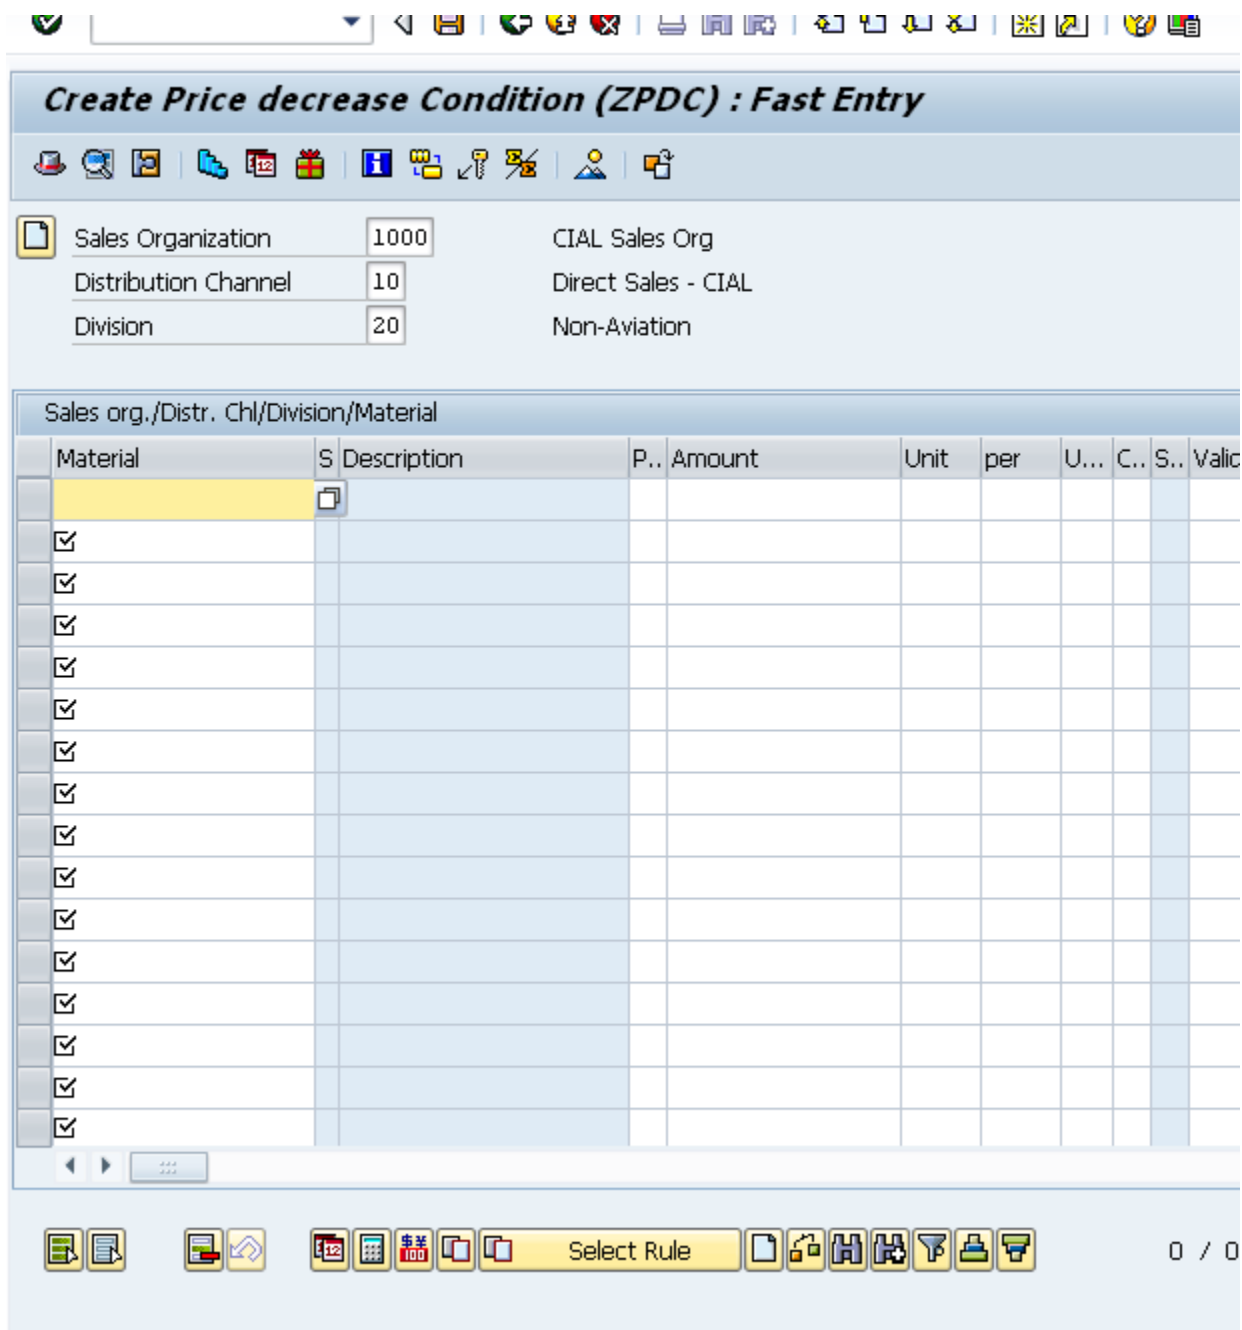 Create Price decrease Condition (ZPDC) : Fast Entry
Sales Organization 1000 CIAL Sales Org
Distribution Channel 10 Direct Sales - CIAL
Division 20 Non-Aviation
Sales org./Distr. Chl/Division/Material
Material S Description P.. Amount Unit per U... C.. S.. Valid
Select Rule 0 / 0